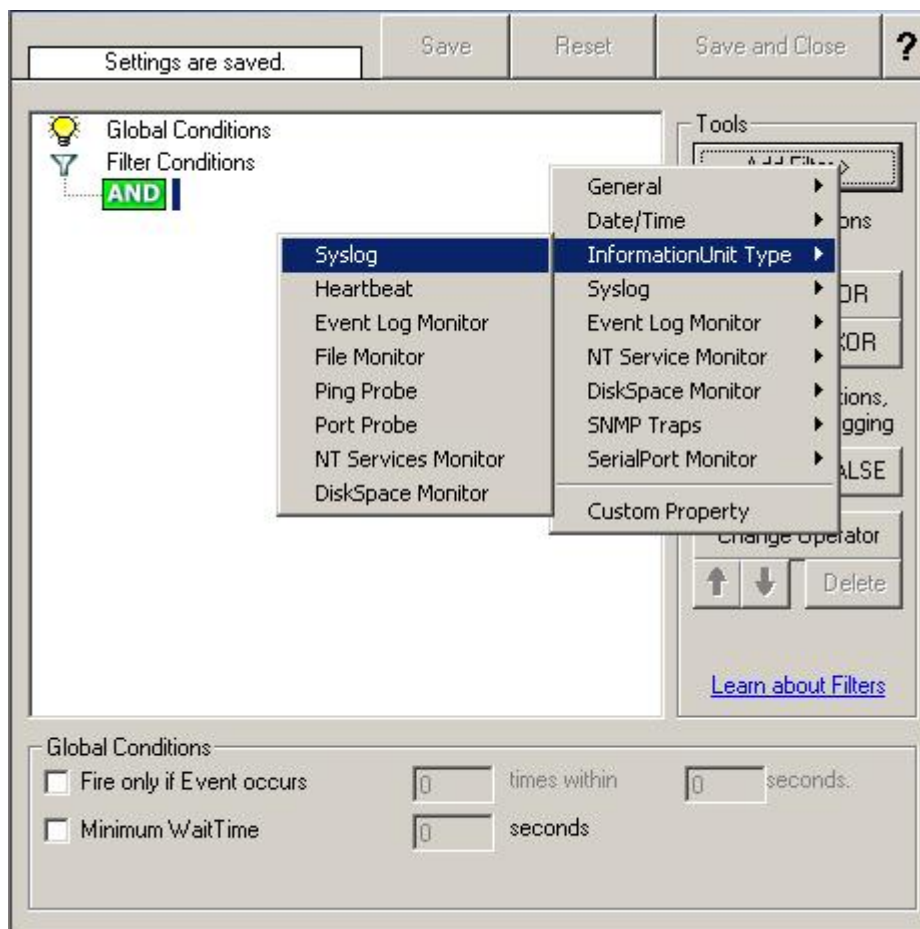 Settings are saved.
Save
Reset
Save and Close
?
Global Conditions
Filter Conditions
AND
Tools
General
Date/Time
InformationUnit Type
Syslog
Event Log Monitor
NT Service Monitor
DiskSpace Monitor
SNMP Traps
SerialPort Monitor
Custom Property
Syslog
Heartbeat
Event Log Monitor
File Monitor
Ping Probe
Port Probe
NT Services Monitor
DiskSpace Monitor
Change Operator
Delete
Learn about Filters
Global Conditions
Fire only if Event occurs
0
times within
0
seconds.
Minimum WaitTime
0
seconds